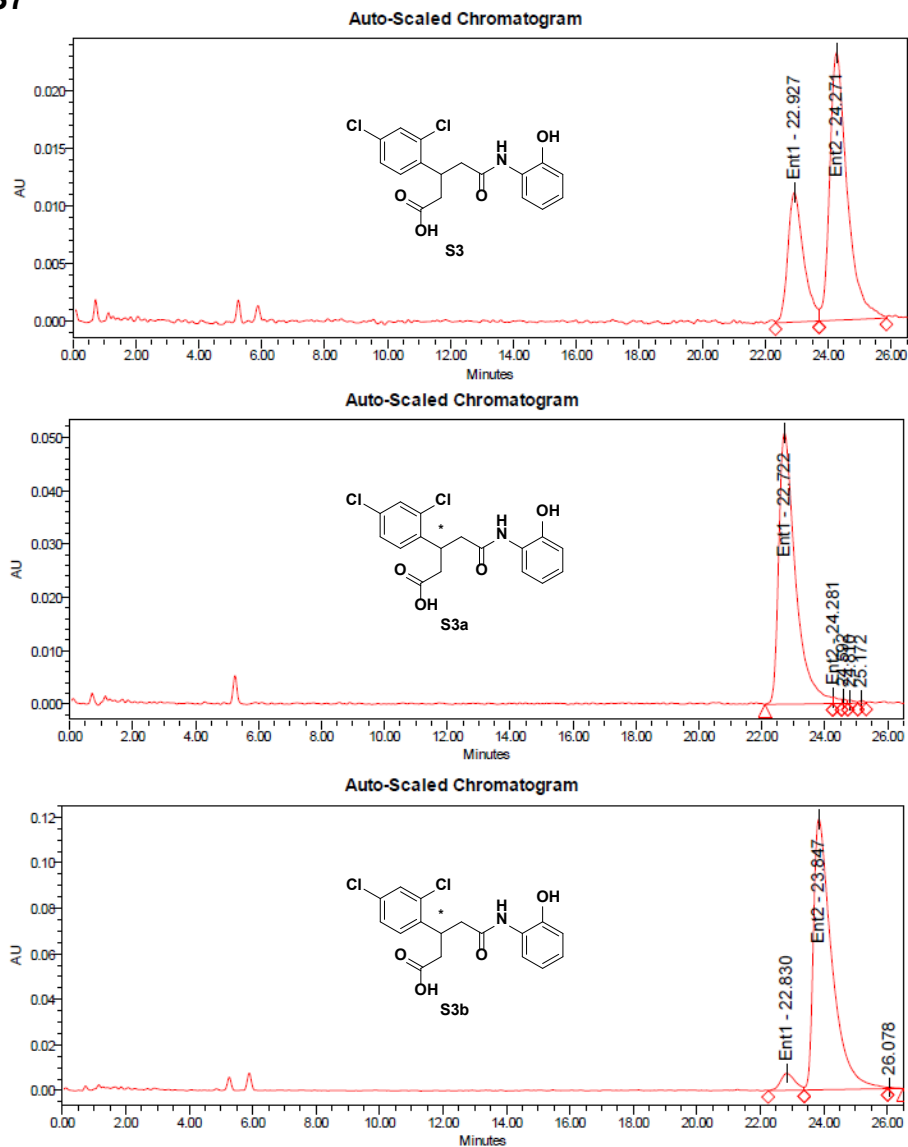 Auto-Scaled Chromatogram
AU
0.020
0.015
0.010
0.005
0.000
Ent1 - 22.927
Ent2 - 24.271
Cl
Cl
H
N
OH
O
O
OH
S3
0.00 2.00 4.00 6.00 8.00 10.00 12.00 14.00 16.00 18.00 20.00 22.00 24.00 26.00
Minutes
Auto-Scaled Chromatogram
AU
0.050
0.040
0.030
0.020
0.010
0.000
Ent1 - 22.722
Ent2 - 24.281
25.172
Cl
Cl
*
H
N
OH
O
O
OH
S3a
0.00 2.00 4.00 6.00 8.00 10.00 12.00 14.00 16.00 18.00 20.00 22.00 24.00 26.00
Minutes
Auto-Scaled Chromatogram
AU
0.12
0.10
0.08
0.06
0.04
0.02
0.00
Ent1 - 22.830
Ent2 - 23.847
26.078
Cl
Cl
*
H
N
OH
O
O
OH
S3b
0.00 2.00 4.00 6.00 8.00 10.00 12.00 14.00 16.00 18.00 20.00 22.00 24.00 26.00
Minutes